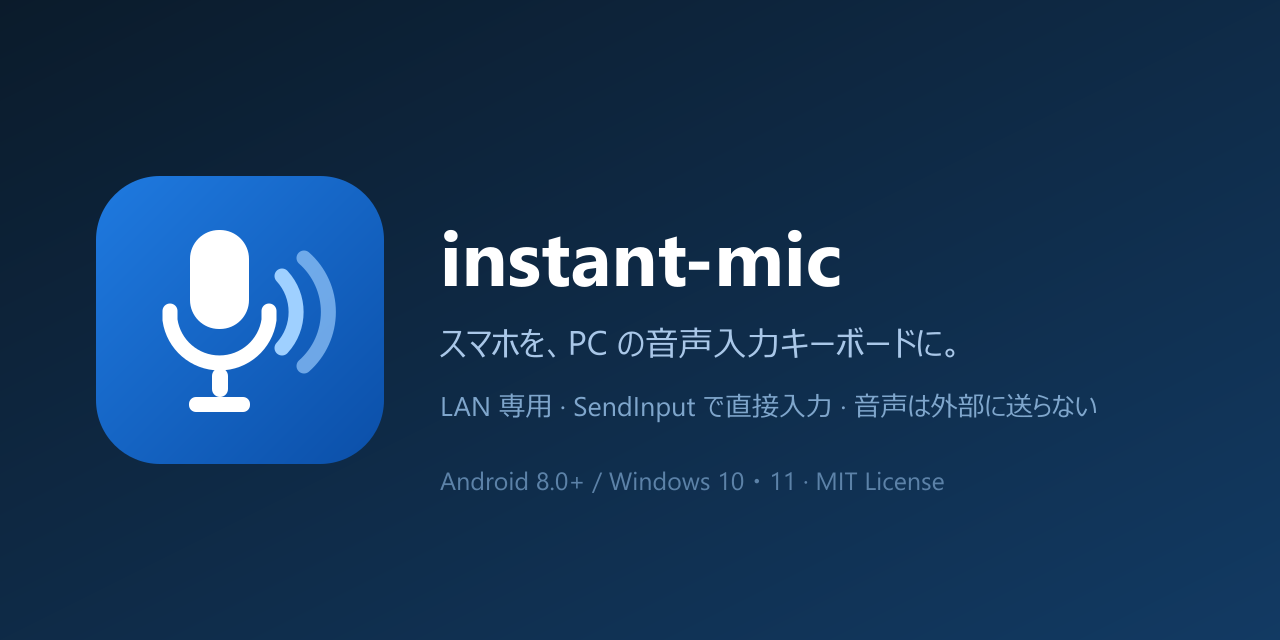 instant-mic
スマホを、PC の音声入力キーボードに。
LAN 専用 · SendInput で直接入力 · 音声は外部に送らない
Android 8.0+ / Windows 10・11 · MIT License